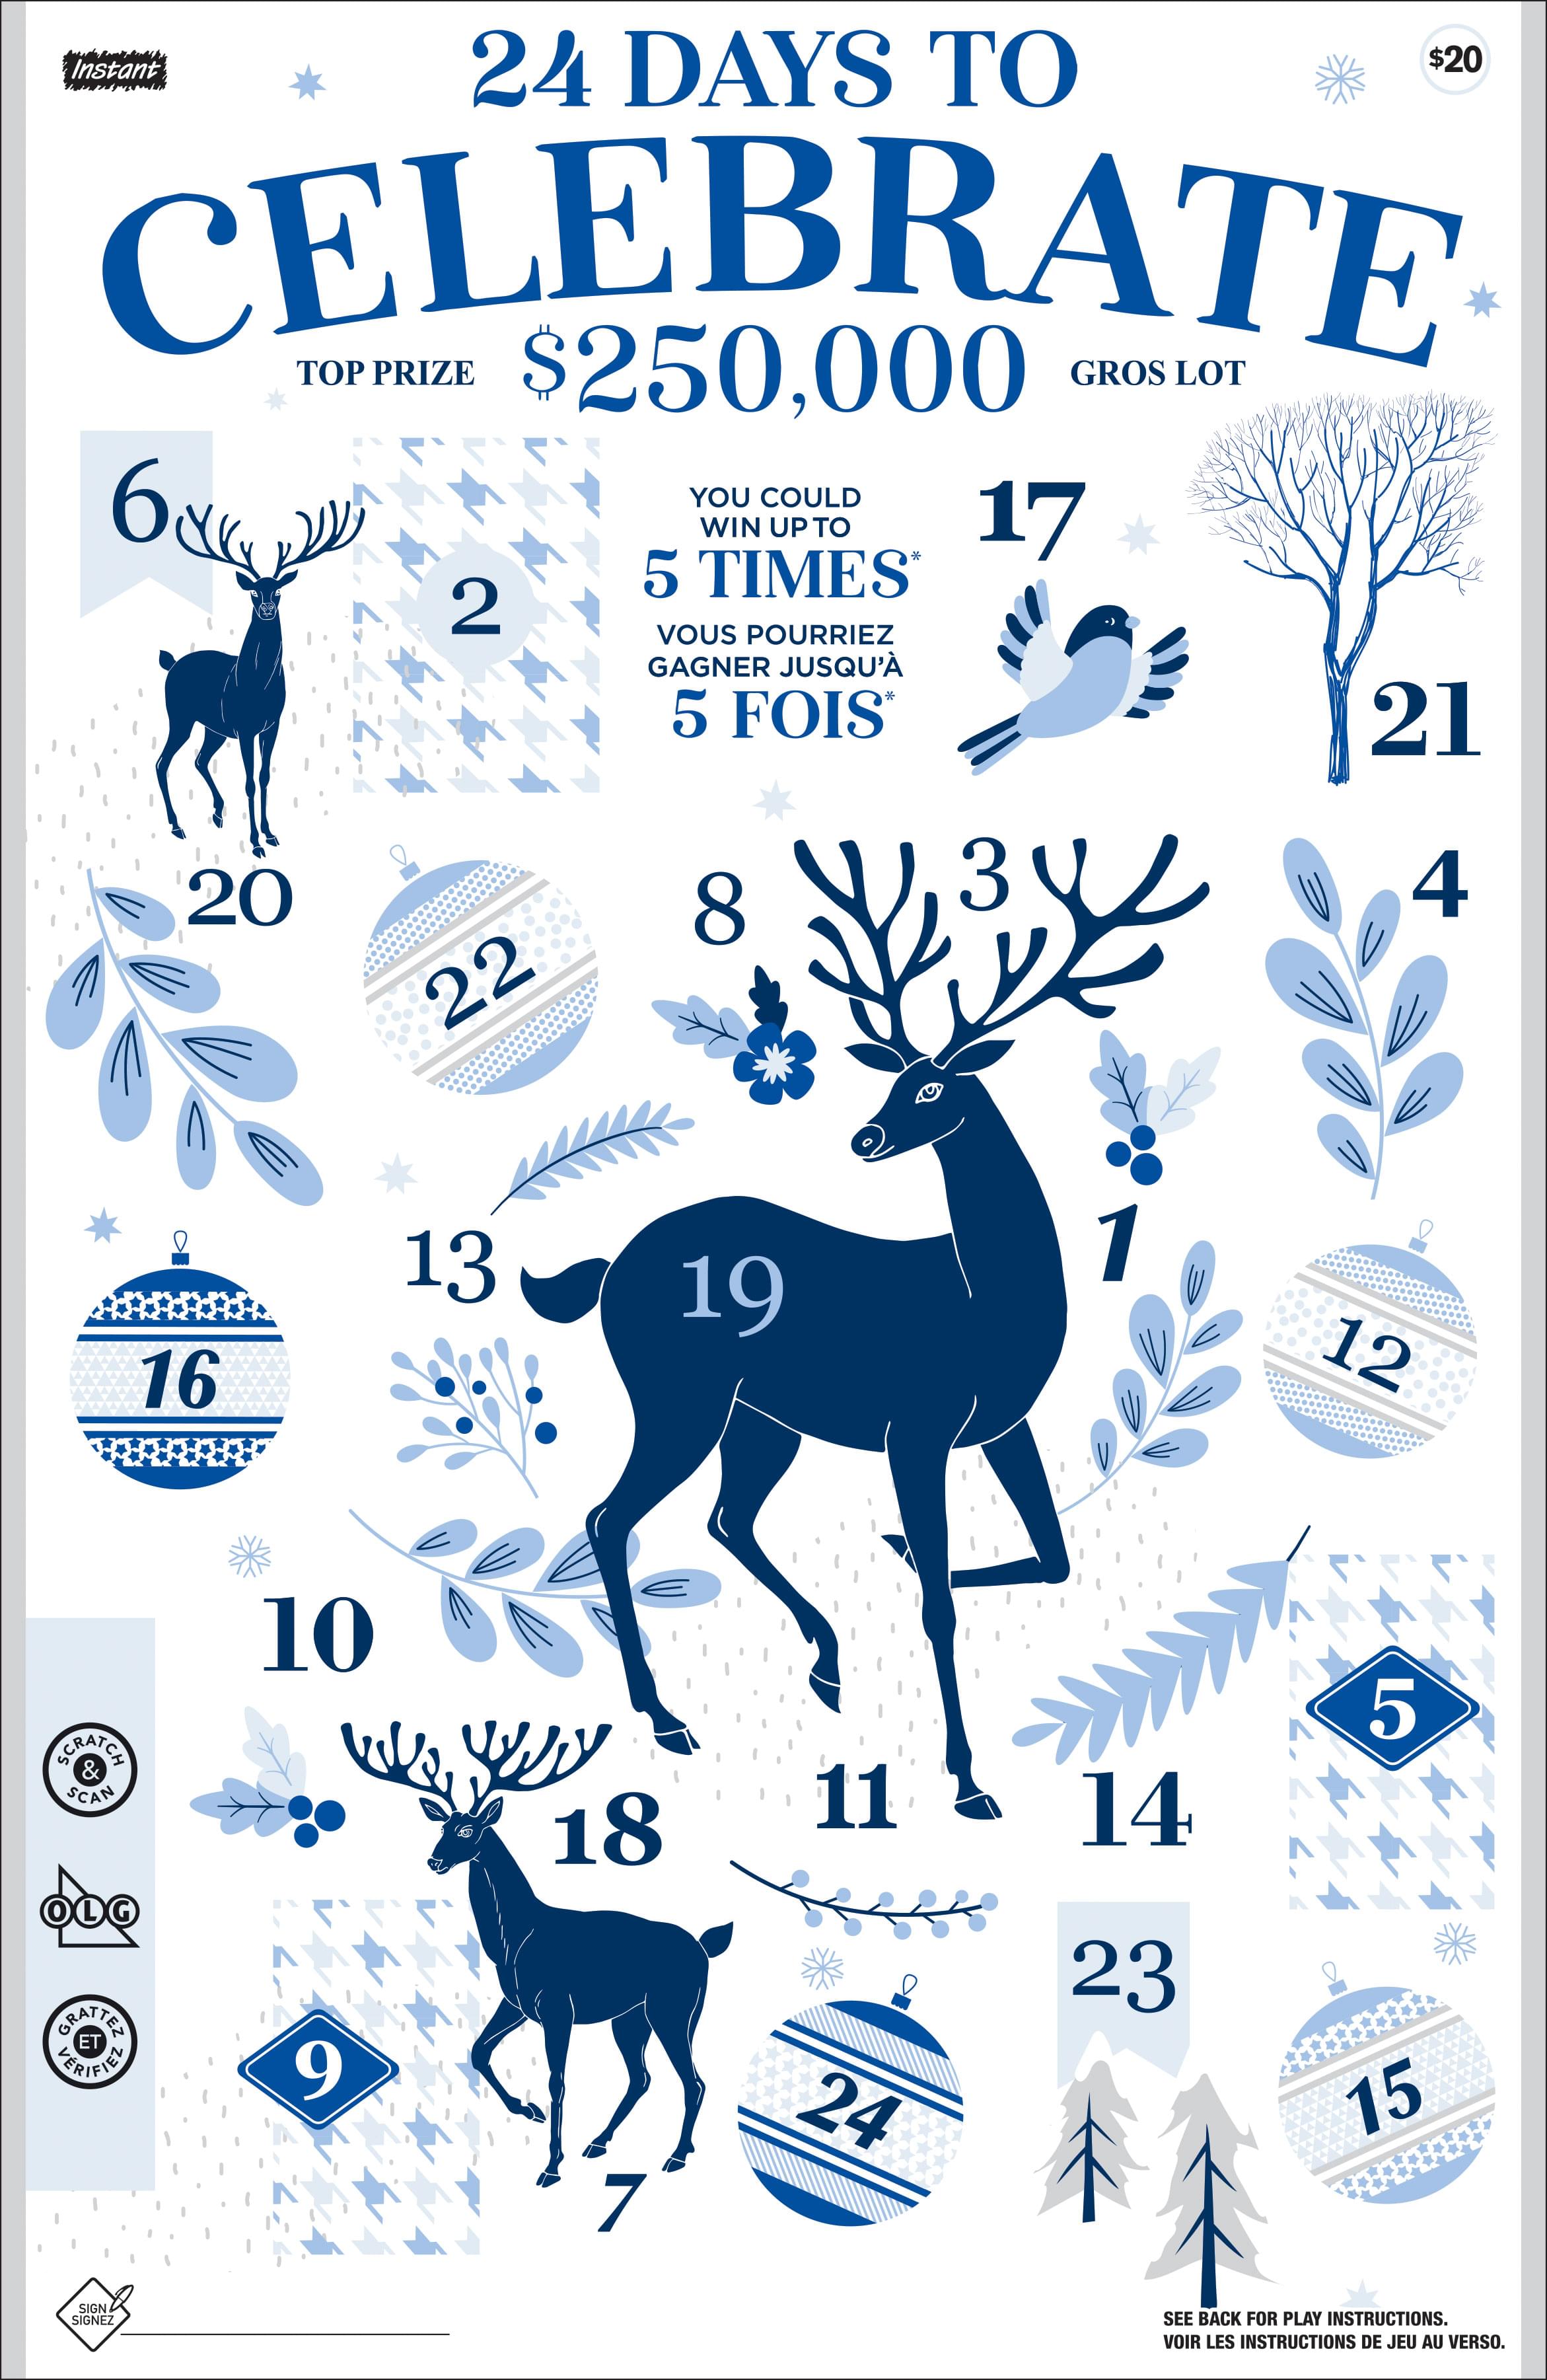 Instant
24 DAYS TO
$20
CELEBRATE
TOP PRIZE $250,000 GROS LOT
6
2
YOU COULD
WIN UP TO
5 TIMES*
VOUS POURRIEZ
GAGNER JUSQU'À
5 FOIS*
17
21
20
22
8
3
4
13
19
1
16
12
10
5
SCRATCH
&
SCAN
18
11
14
OLG
23
GRATTEZ
ET
VÉRIFIEZ
9
24
15
7
SIGN
SIGNEZ
SEE BACK FOR PLAY INSTRUCTIONS.
VOIR LES INSTRUCTIONS DE JEU AU VERSO.